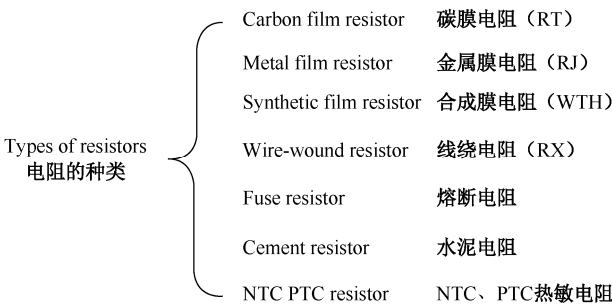 Carbon film resistor 碳膜电阻（RT）
Metal film resistor 金属膜电阻（RJ）
Synthetic film resistor 合成膜电阻（WTH）
Types of resistors
电阻的种类
Wire-wound resistor 线绕电阻（RX）
Fuse resistor 熔断电阻
Cement resistor 水泥电阻
NTC PTC resistor NTC、PTC热敏电阻